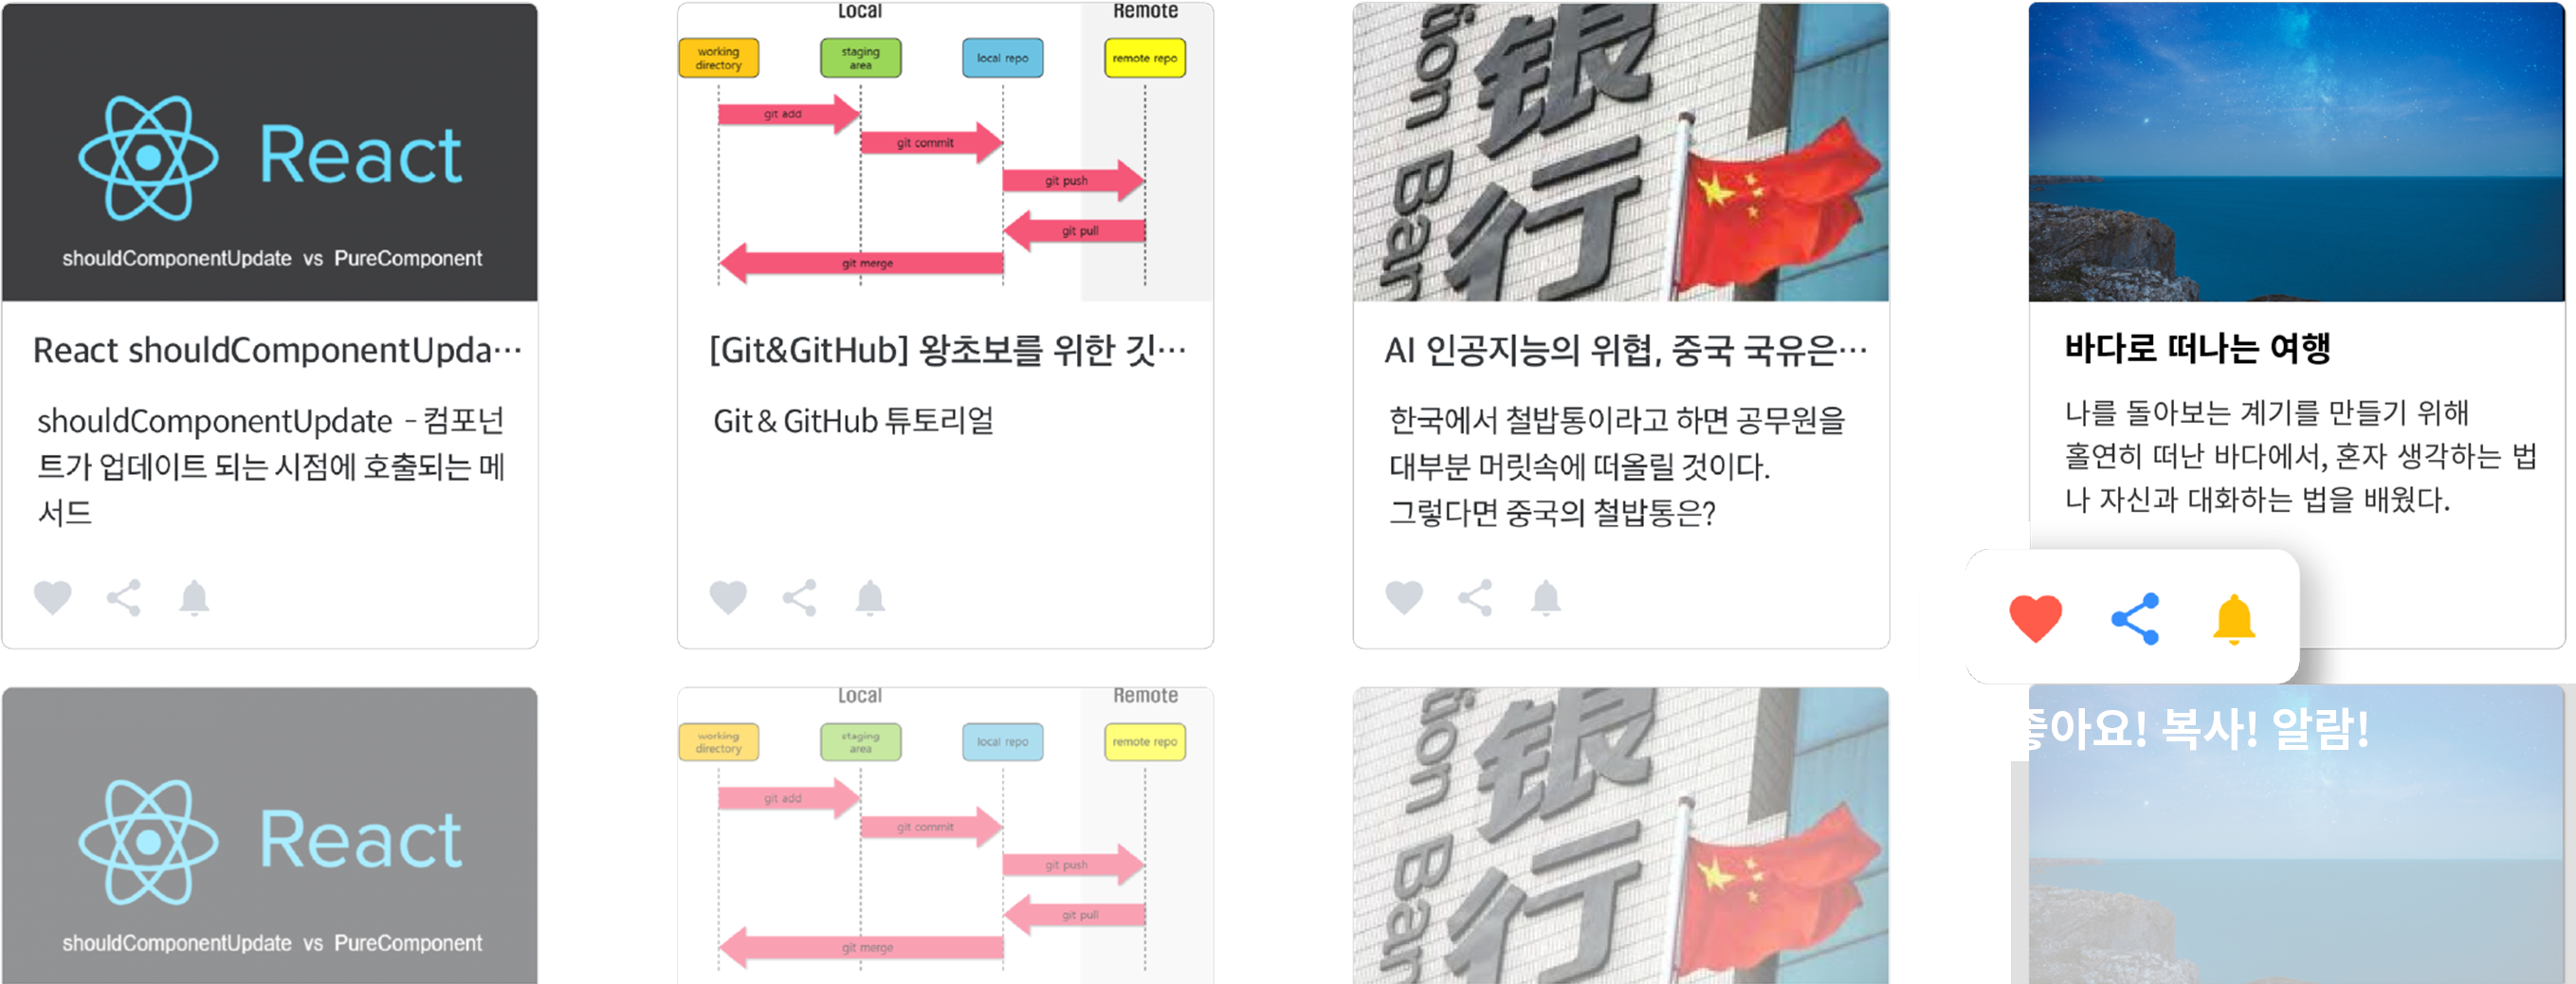 React
shouldComponentUpdate vs PureComponent
React shouldComponentUpda…
shouldComponentUpdate - 컴포넌
트가 업데이트 되는 시점에 호출되는 메
서드
Local Remote
working directory
staging area
local repo
remote repo
git add
git commit
git push
git pull
git merge
[Git&GitHub] 왕초보를 위한 깃…
Git & GitHub 튜토리얼
银行
tion Ban
AI 인공지능의 위협, 중국 국유은…
한국에서 철밥통이라고 하면 공무원을
대부분 머릿속에 떠올릴 것이다.
그렇다면 중국의 철밥통은?
바다로 떠나는 여행
나를 돌아보는 계기를 만들기 위해
홀연히 떠난 바다에서, 혼자 생각하는 법
나 자신과 대화하는 법을 배웠다.
React
shouldComponentUpdate vs PureComponent
Local Remote
working directory
staging area
local repo
remote repo
git add
git commit
git push
git pull
git merge
银行
tion Ban
좋아요! 복사! 알람!